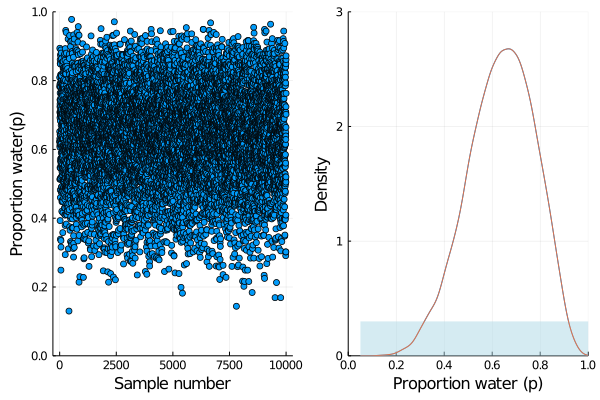 1.0
0.8
0.6
0.4
0.2
0.0
Proportion water(p)
0 2500 5000 7500 10000
Sample number
3
2
1
0
Density
0.0 0.2 0.4 0.6 0.8 1.0
Proportion water (p)